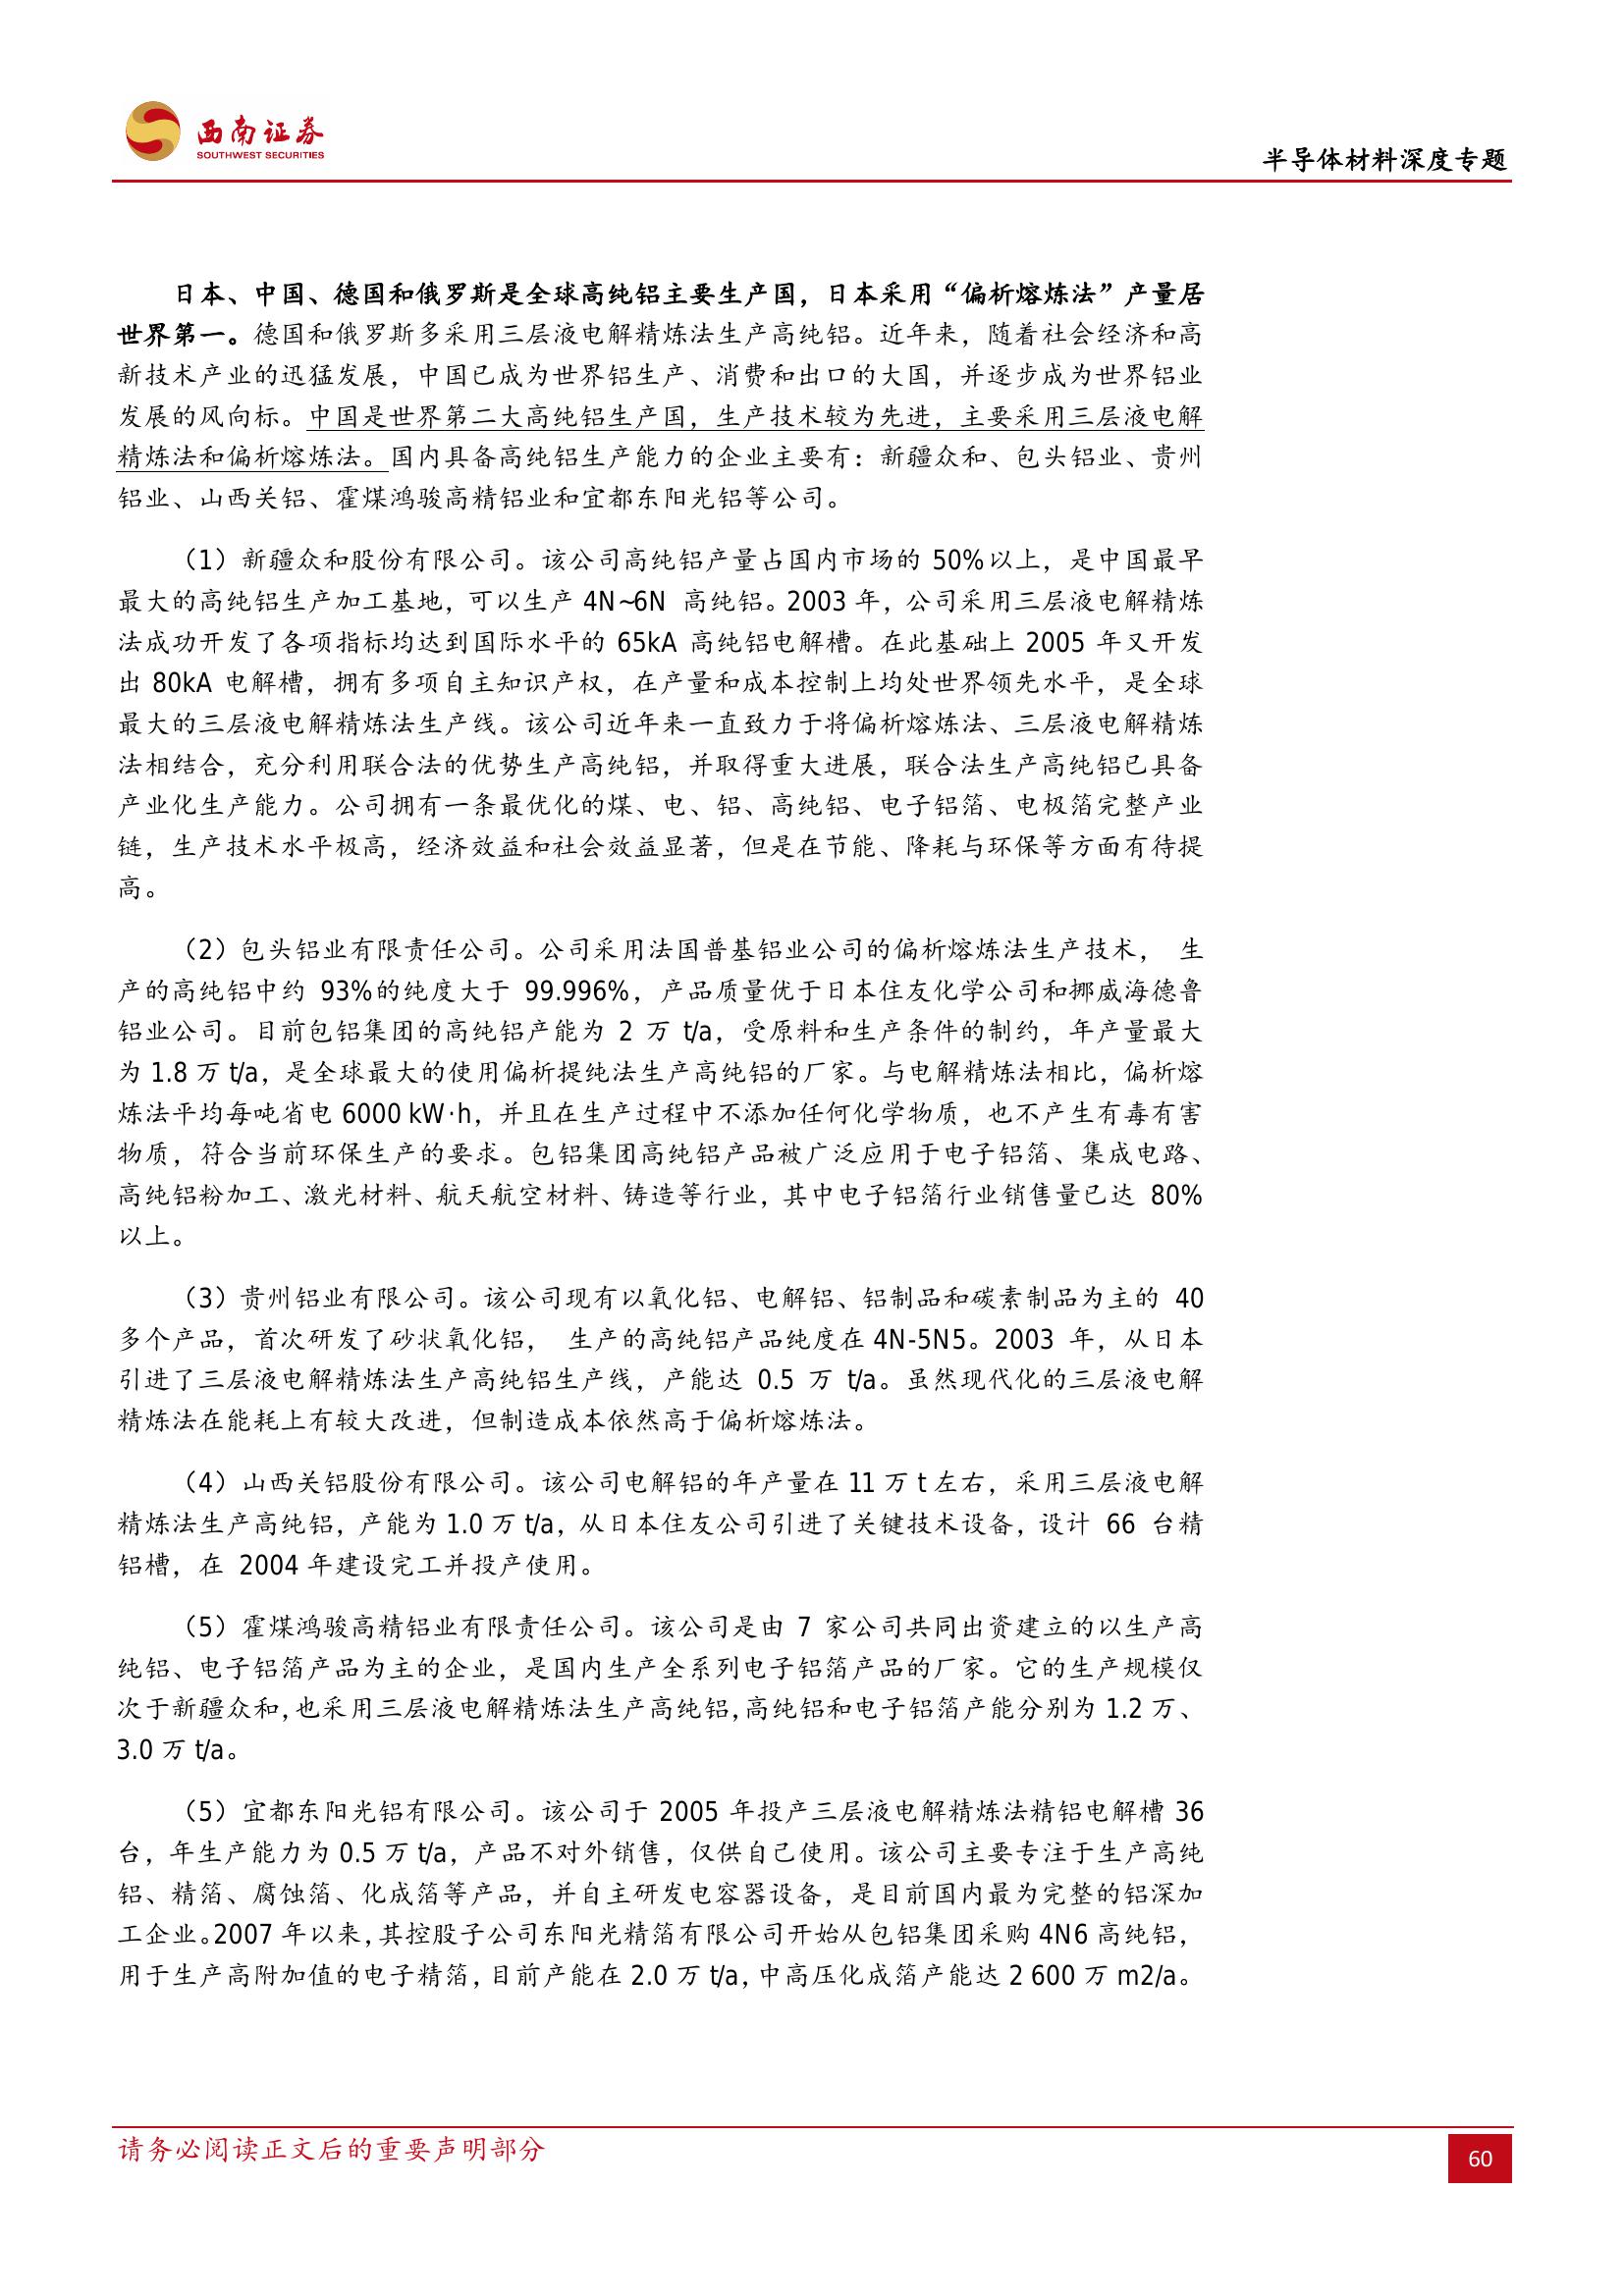 西南证券
SOUTHWEST SECURITIES
半导体材料深度专题
日本、中国、德国和俄罗斯是全球高纯铝主要生产国，日本采用“偏析熔炼法”产量居
世界第一。德国和俄罗斯多采用三层液电解精炼法生产高纯铝。近年来，随着社会经济和高
新技术产业的迅猛发展，中国已成为世界铝生产、消费和出口的大国，并逐步成为世界铝业
发展的风向标。中国是世界第二大高纯铝生产国，生产技术较为先进，主要采用三层液电解
精炼法和偏析熔炼法。国内具备高纯铝生产能力的企业主要有：新疆众和、包头铝业、贵州
铝业、山西关铝、霍煤鸿骏高精铝业和宜都东阳光铝等公司。
（1）新疆众和股份有限公司。该公司高纯铝产量占国内市场的 50%以上，是中国最早
最大的高纯铝生产加工基地，可以生产 4N~6N 高纯铝。2003 年，公司采用三层液电解精炼
法成功开发了各项指标均达到国际水平的 65kA 高纯铝电解槽。在此基础上 2005 年又开发
出 80kA 电解槽，拥有多项自主知识产权，在产量和成本控制上均处世界领先水平，是全球
最大的三层液电解精炼法生产线。该公司近年来一直致力于将偏析熔炼法、三层液电解精炼
法相结合，充分利用联合法的优势生产高纯铝，并取得重大进展，联合法生产高纯铝已具备
产业化生产能力。公司拥有一条最优化的煤、电、铝、高纯铝、电子铝箔、电极箔完整产业
链，生产技术水平极高，经济效益和社会效益显著，但是在节能、降耗与环保等方面有待提
高。
（2）包头铝业有限责任公司。公司采用法国普基铝业公司的偏析熔炼法生产技术， 生
产的高纯铝中约 93%的纯度大于 99.996%，产品质量优于日本住友化学公司和挪威海德鲁
铝业公司。目前包铝集团的高纯铝产能为 2 万 t/a，受原料和生产条件的制约，年产量最大
为 1.8 万 t/a，是全球最大的使用偏析提纯法生产高纯铝的厂家。与电解精炼法相比，偏析熔
炼法平均每吨省电 6000 kW·h，并且在生产过程中不添加任何化学物质，也不产生有毒有害
物质，符合当前环保生产的要求。包铝集团高纯铝产品被广泛应用于电子铝箔、集成电路、
高纯铝粉加工、激光材料、航天航空材料、铸造等行业，其中电子铝箔行业销售量已达 80%
以上。
（3）贵州铝业有限公司。该公司现有以氧化铝、电解铝、铝制品和碳素制品为主的 40
多个产品，首次研发了砂状氧化铝， 生产的高纯铝产品纯度在 4N-5N5。2003 年，从日本
引进了三层液电解精炼法生产高纯铝生产线，产能达 0.5 万 t/a。虽然现代化的三层液电解
精炼法在能耗上有较大改进，但制造成本依然高于偏析熔炼法。
（4）山西关铝股份有限公司。该公司电解铝的年产量在 11 万 t 左右，采用三层液电解
精炼法生产高纯铝，产能为 1.0 万 t/a，从日本住友公司引进了关键技术设备，设计 66 台精
铝槽，在 2004 年建设完工并投产使用。
（5）霍煤鸿骏高精铝业有限责任公司。该公司是由 7 家公司共同出资建立的以生产高
纯铝、电子铝箔产品为主的企业，是国内生产全系列电子铝箔产品的厂家。它的生产规模仅
次于新疆众和，也采用三层液电解精炼法生产高纯铝，高纯铝和电子铝箔产能分别为 1.2 万、
3.0 万 t/a。
（5）宜都东阳光铝有限公司。该公司于 2005 年投产三层液电解精炼法精铝电解槽 36
台，年生产能力为 0.5 万 t/a，产品不对外销售，仅供自己使用。该公司主要专注于生产高纯
铝、精箔、腐蚀箔、化成箔等产品，并自主研发电容器设备，是目前国内最为完整的铝深加
工企业。2007 年以来，其控股子公司东阳光精箔有限公司开始从包铝集团采购 4N6 高纯铝，
用于生产高附加值的电子精箔，目前产能在 2.0 万 t/a，中高压化成箔产能达 2 600 万 m2/a。
请务必阅读正文后的重要声明部分
60